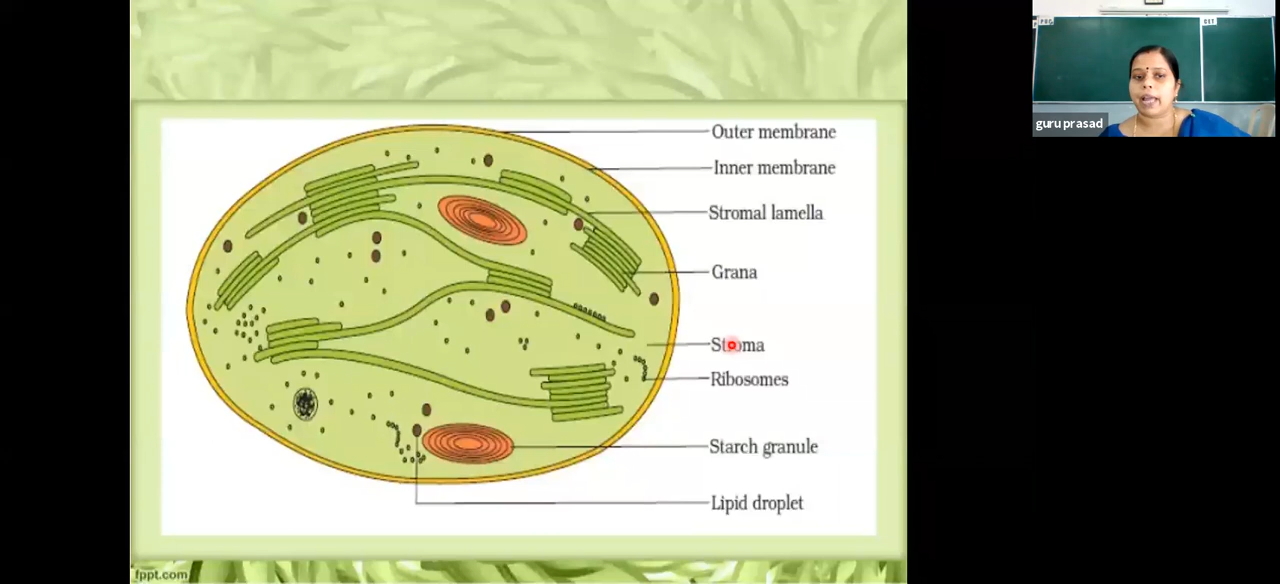 Outer membrane
Inner membrane
Stromal lamella
Grana
Stroma
Ribosomes
Starch granule
Lipid droplet
guru prasad
fppt.com